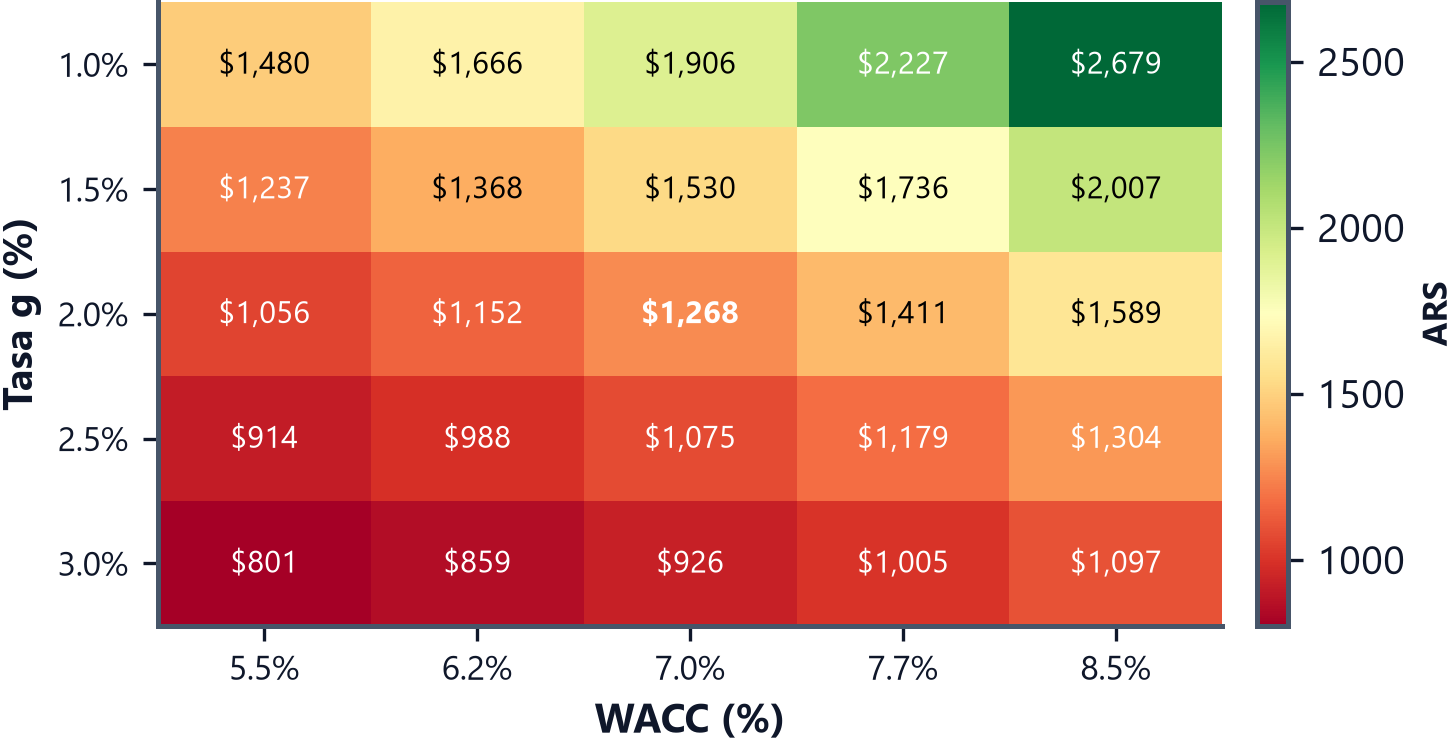 1.0% $1,480 $1,666 $1,906 $2,227 $2,679
1.5% $1,237 $1,368 $1,530 $1,736 $2,007
2.0% $1,056 $1,152 $1,268 $1,411 $1,589
2.5% $914 $988 $1,075 $1,179 $1,304
3.0% $801 $859 $926 $1,005 $1,097
5.5% 6.2% 7.0% 7.7% 8.5%
WACC (%)
Tasa g (%)
2500
2000
1500
1000
ARS